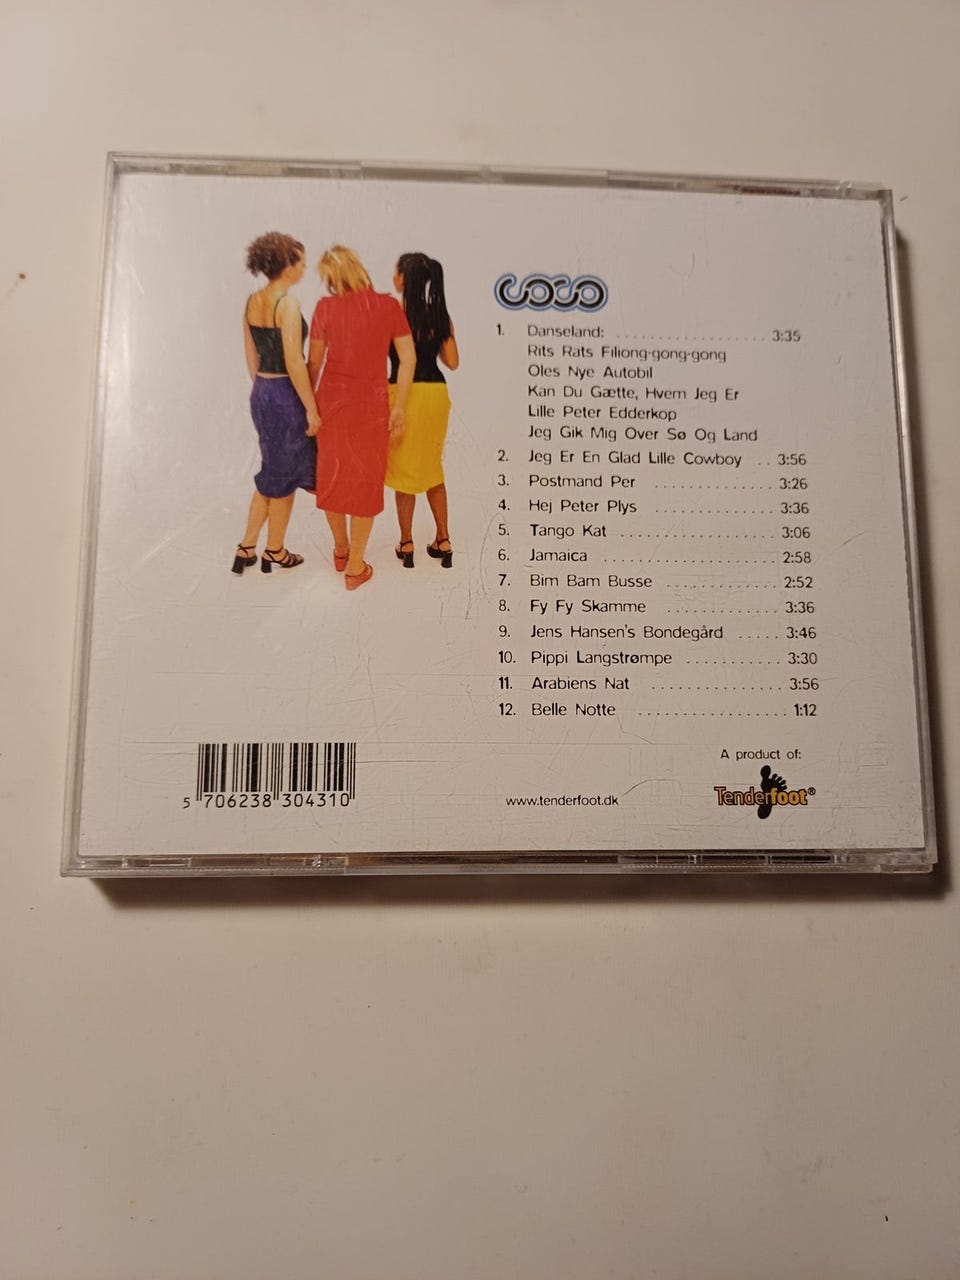 COCO
1. Danseland: .................. 3:35
Rits Rats Filiong-gong-gong
Oles Nye Autobil
Kan Du Gætte, Hvem Jeg Er
Lille Peter Edderkop
Jeg Gik Mig Over Sø Og Land
2. Jeg Er En Glad Lille Cowboy .. 3:56
3. Postmand Per ............. 3:26
4. Hej Peter Plys ............. 3:36
5. Tango Kat ................. 3:06
6. Jamaica ................... 2:58
7. Bim Bam Busse ............ 2:52
8. Fy Fy Skamme ............ 3:36
9. Jens Hansen's Bondegård ..... 3:46
10. Pippi Langstrømpe .......... 3:30
11. Arabiens Nat .............. 3:56
12. Belle Notte ................ 1:12
A product of:
Tenderfoot®
www.tenderfoot.dk
5 706238 304310